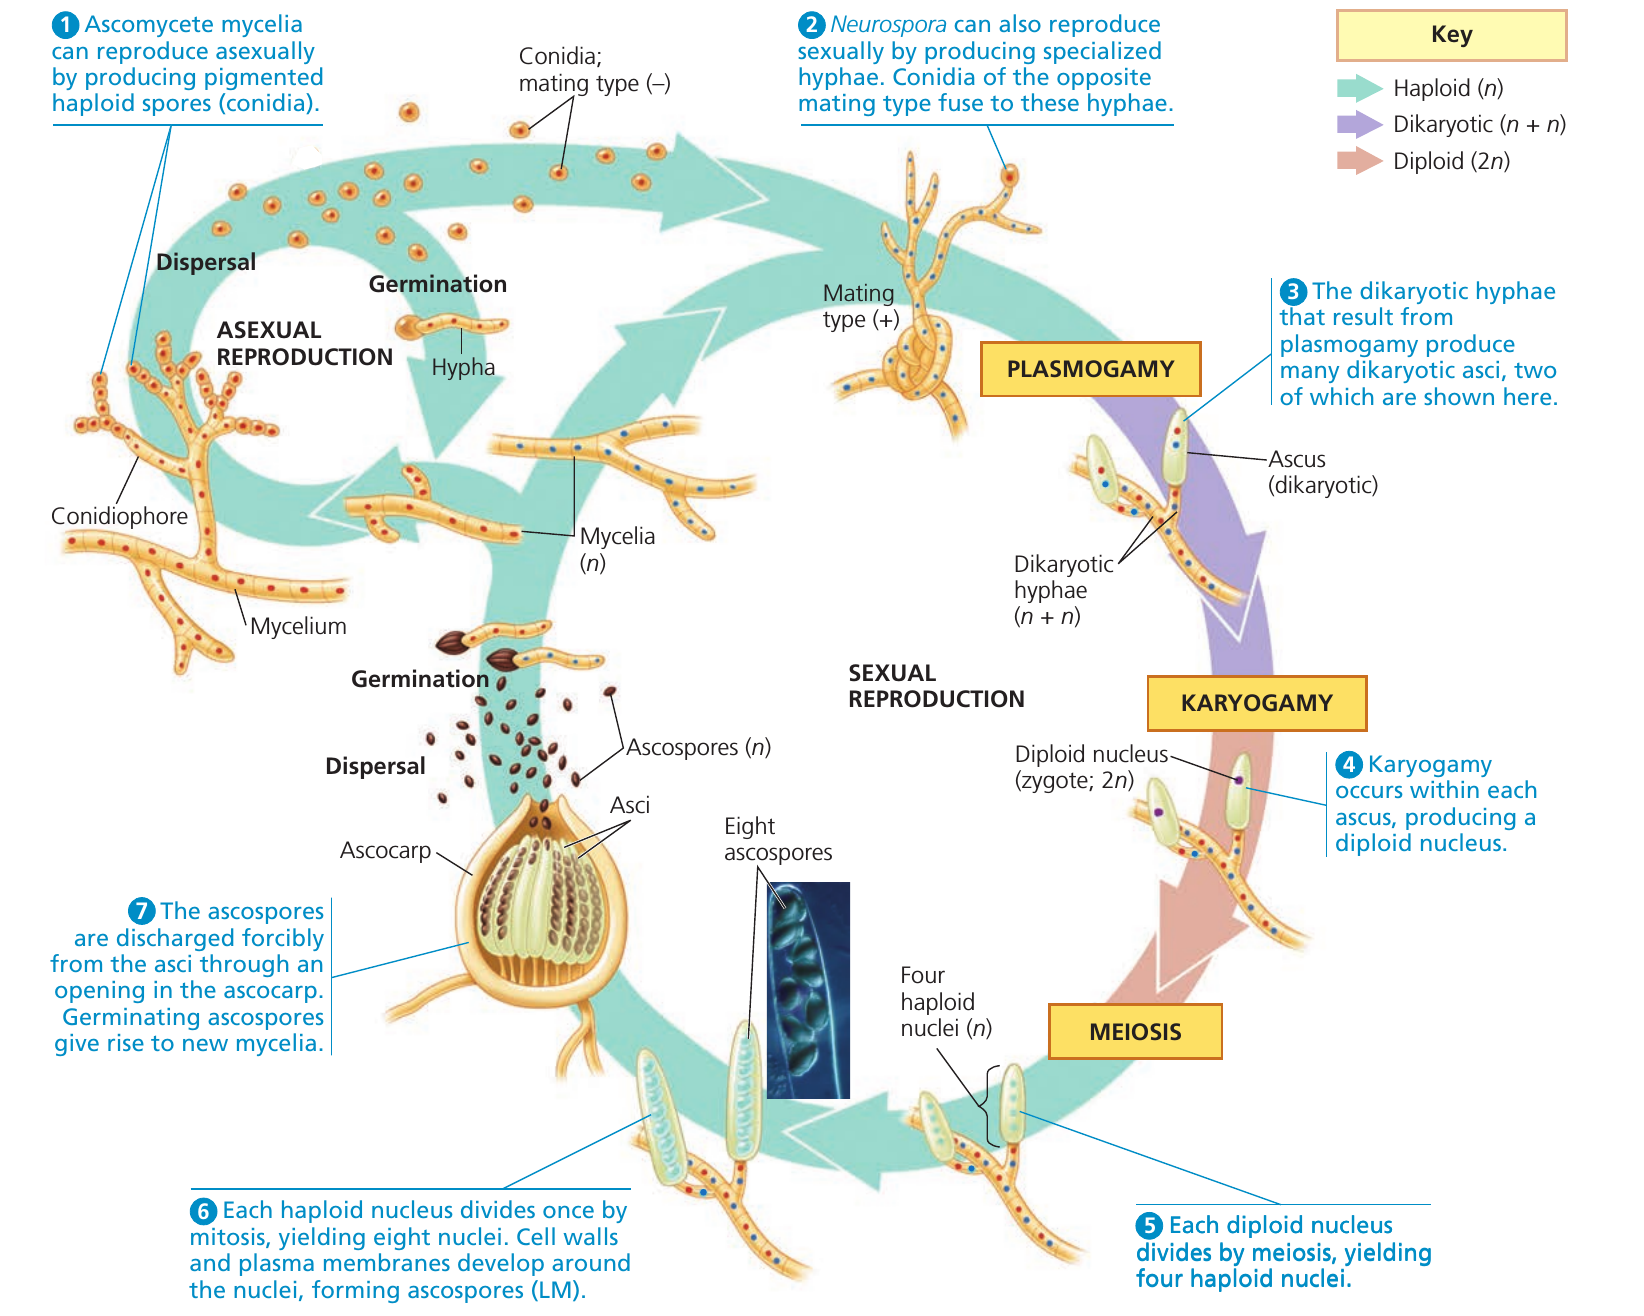 1 Ascomycete mycelia
can reproduce asexually
by producing pigmented
haploid spores (conidia).
Conidia;
mating type (–)
2 Neurospora can also reproduce
sexually by producing specialized
hyphae. Conidia of the opposite
mating type fuse to these hyphae.
Key
Haploid (n)
Dikaryotic (n + n)
Diploid (2n)
Dispersal
Germination
ASEXUAL
REPRODUCTION
Hypha
Mating
type (+)
PLASMOGAMY
3 The dikaryotic hyphae
that result from
plasmogamy produce
many dikaryotic asci, two
of which are shown here.
Ascus
(dikaryotic)
Conidiophore
Mycelia
(n)
Dikaryotic
hyphae
(n + n)
Mycelium
Germination
SEXUAL
REPRODUCTION
KARYOGAMY
Dispersal
Ascospores (n)
Diploid nucleus
(zygote; 2n)
4 Karyogamy
occurs within each
ascus, producing a
diploid nucleus.
Asci
Ascocarp
Eight
ascospores
7 The ascospores
are discharged forcibly
from the asci through an
opening in the ascocarp.
Germinating ascospores
give rise to new mycelia.
Four
haploid
nuclei (n)
MEIOSIS
6 Each haploid nucleus divides once by
mitosis, yielding eight nuclei. Cell walls
and plasma membranes develop around
the nuclei, forming ascospores (LM).
5 Each diploid nucleus
divides by meiosis, yielding
four haploid nuclei.